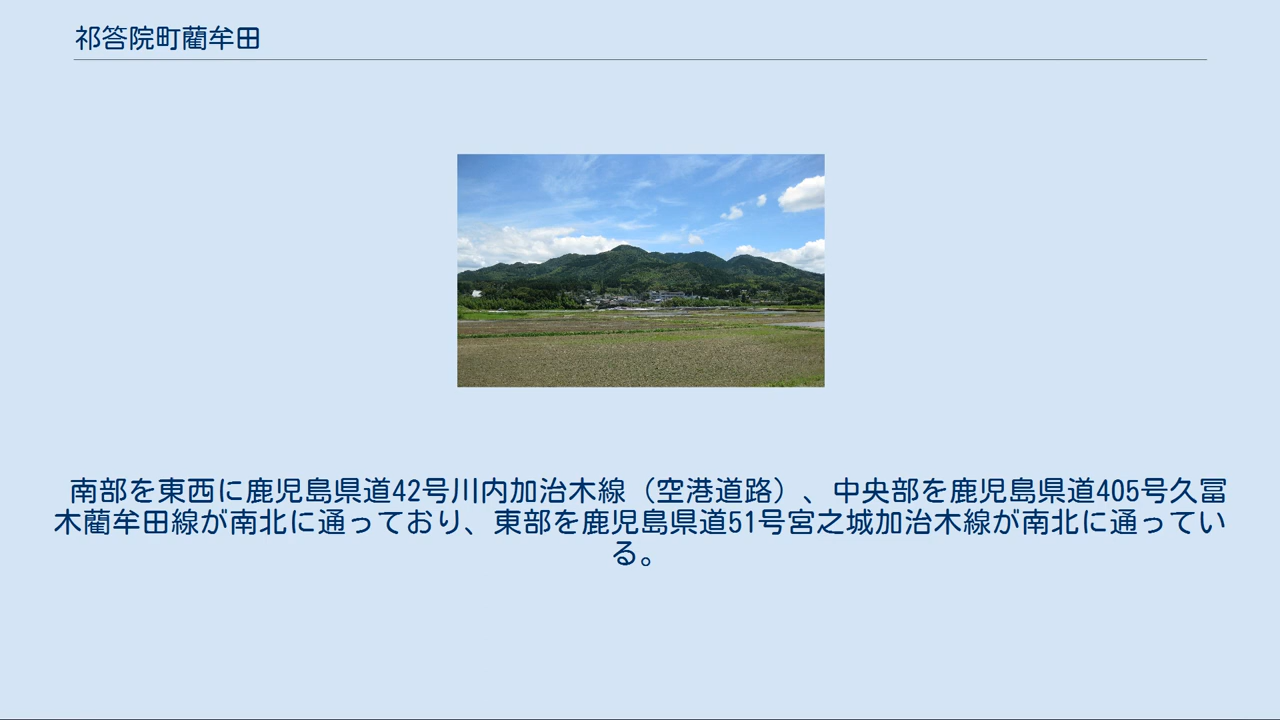 祁答院町藺牟田
南部を東西に鹿児島県道42号川内加治木線（空港道路）、中央部を鹿児島県道405号久冨
木藺牟田線が南北に通っており、東部を鹿児島県道51号宮之城加治木線が南北に通ってい
る。